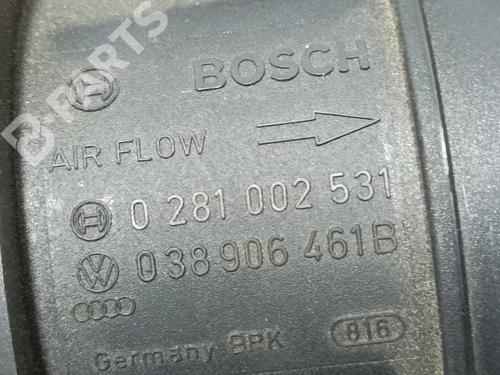 B-PARTS
BOSCH
AIR FLOW
0 281 002 531
038 906 461B
Germany BPK 816